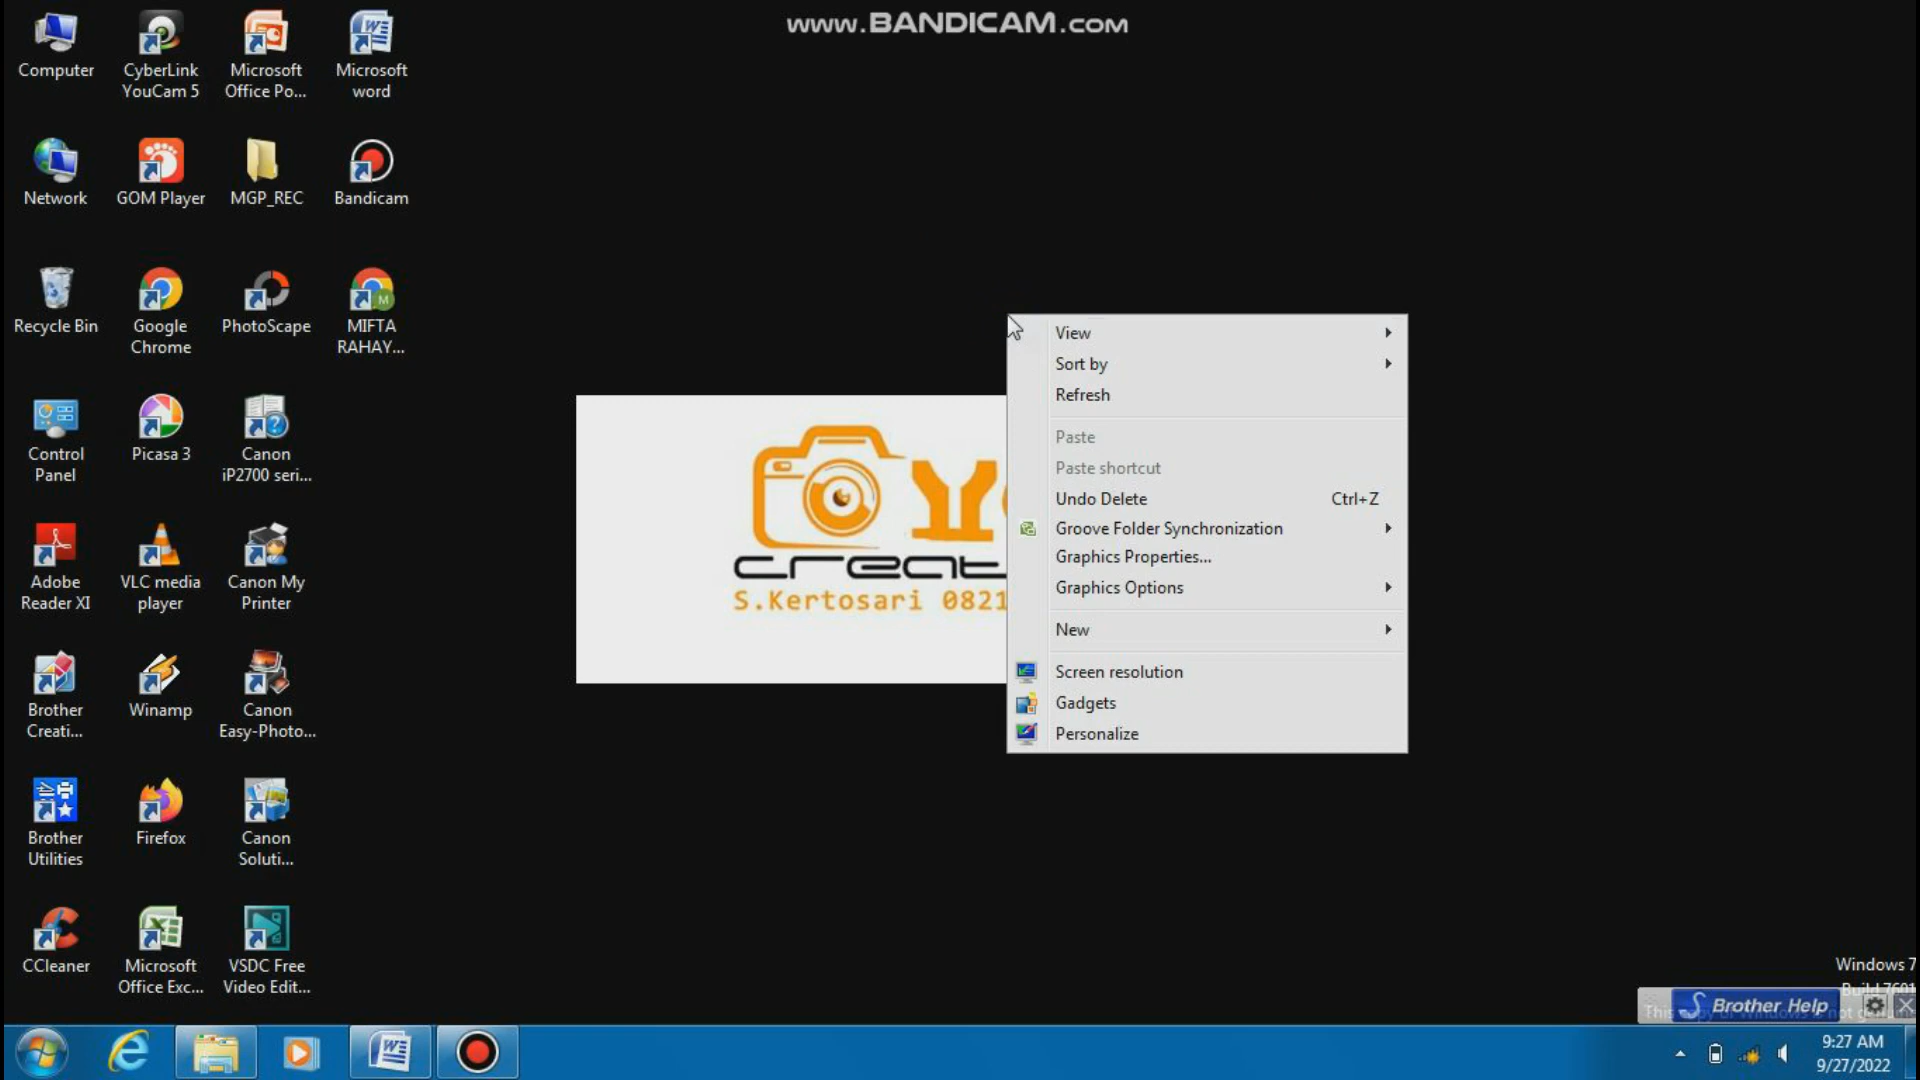 www.BANDICAM.com
Computer
CyberLink
YouCam 5
Microsoft
Office Po...
Microsoft
word
Network
GOM Player
MGP_REC
Bandicam
Recycle Bin
Google
Chrome
PhotoScape
MIFTA
RAHAY...
M
Control
Panel
Picasa 3
Canon
iP2700 seri...
Adobe
Reader XI
VLC media
player
Canon My
Printer
Brother
Creati...
Winamp
Canon
Easy-Photo...
Brother
Utilities
Firefox
Canon
Soluti...
CCleaner
Microsoft
Office Exc...
VSDC Free
Video Edit...
creat
S.Kertosari 0821
View
Sort by
Refresh
Paste
Paste shortcut
Undo Delete Ctrl+Z
Groove Folder Synchronization
Graphics Properties...
Graphics Options
New
Screen resolution
Gadgets
Personalize
Windows 7
Build 7601
Brother Help
9:27 AM
9/27/2022